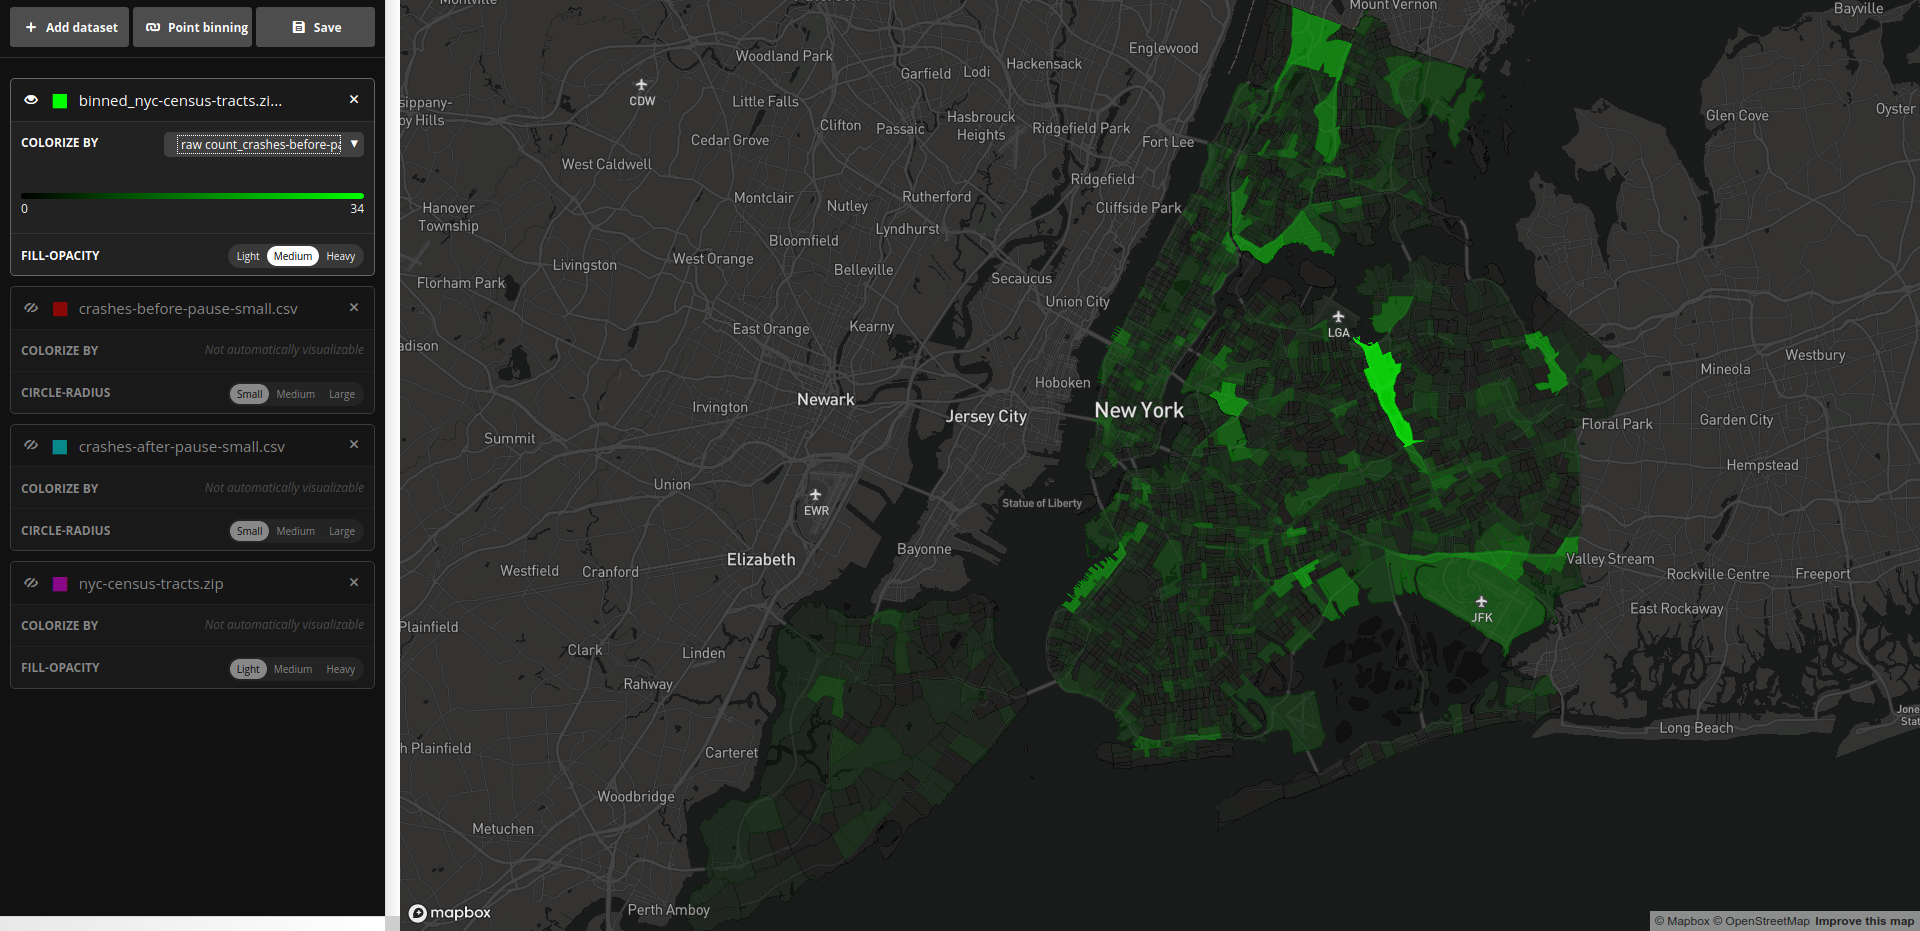 + Add dataset
Point binning
Save
binned_nyc-census-tracts.zi...
×
COLORIZE BY
raw count_crashes-before-pa
▼
0
34
FILL-OPACITY
Light
Medium
Heavy
crashes-before-pause-small.csv
×
COLORIZE BY
Not automatically visualizable
CIRCLE-RADIUS
Small
Medium
Large
crashes-after-pause-small.csv
×
COLORIZE BY
Not automatically visualizable
CIRCLE-RADIUS
Small
Medium
Large
nyc-census-tracts.zip
×
COLORIZE BY
Not automatically visualizable
FILL-OPACITY
Light
Medium
Heavy
Mount Vernon
Bayville
Woodland Park
Englewood
Hackensack
Garfield
Lodi
CDW
Little Falls
sippany-
oy Hills
Clifton
Passaic
Hasbrouck
Heights
Ridgefield Park
Glen Cove
Oyster
Cedar Grove
Fort Lee
West Caldwell
Ridgefield
Montclair
Rutherford
Nutley
Cliffside Park
Hanover
Township
Lyndhurst
Bloomfield
West Orange
Livingston
Belleville
Secaucus
Florham Park
Union City
East Orange
Kearny
LGA
adison
Westbury
Mineola
Hoboken
Newark
Irvington
Jersey City
New York
Floral Park
Garden City
Summit
Hempstead
Union
Statue of Liberty
EWR
Bayonne
Elizabeth
Valley Stream
Westfield
Cranford
Rockville Centre
Freeport
East Rockaway
JFK
Plainfield
Clark
Linden
Rahway
Jone
Stat
Long Beach
h Plainfield
Carteret
Woodbridge
Metuchen
Perth Amboy
mapbox
© Mapbox © OpenStreetMap Improve this map